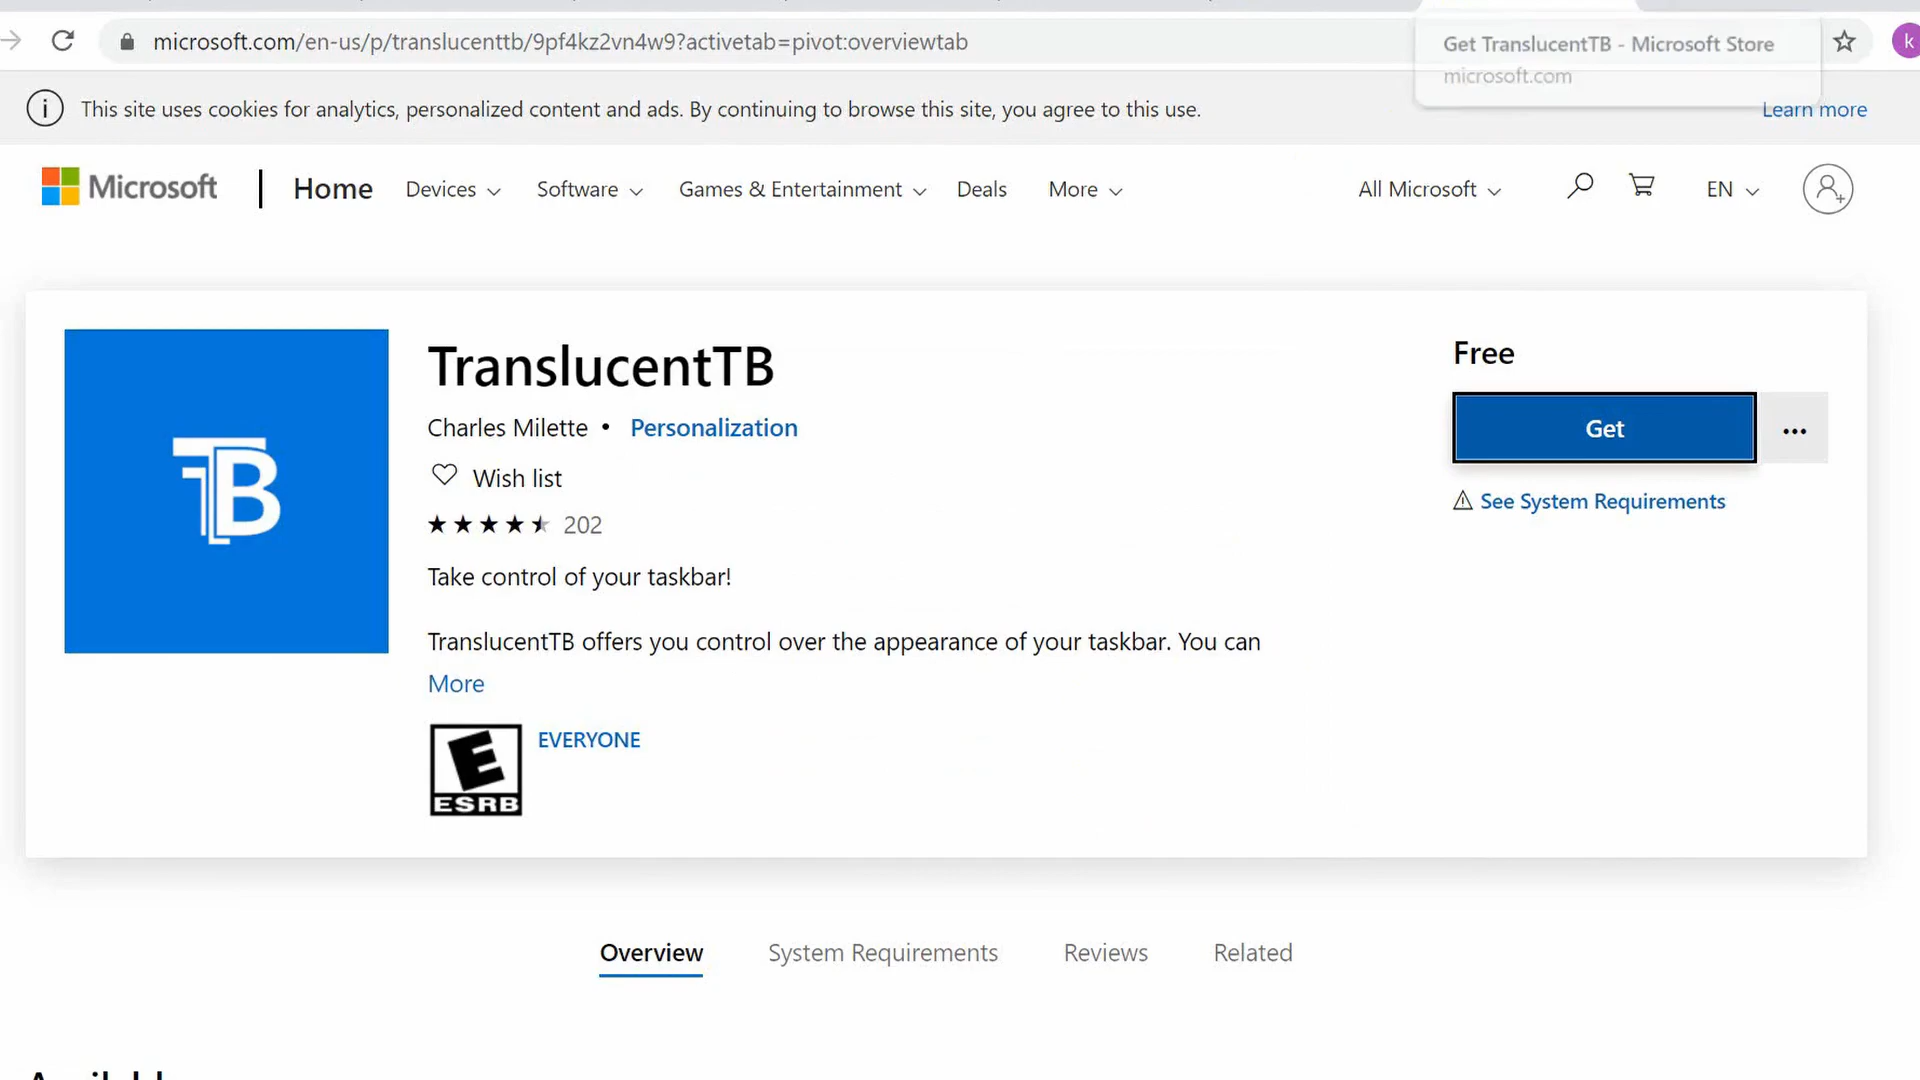 microsoft.com/en-us/p/translucenttb/9pf4kz2vn4w9?activetab=pivot:overviewtab
Get TranslucentTB - Microsoft Store
microsoft.com
k
This site uses cookies for analytics, personalized content and ads. By continuing to browse this site, you agree to this use.
Learn more
Microsoft
Home
Devices
Software
Games & Entertainment
Deals
More
All Microsoft
EN
TB
TranslucentTB
Charles Milette • Personalization
Wish list
202
Take control of your taskbar!
TranslucentTB offers you control over the appearance of your taskbar. You can
More
E
ESRB
EVERYONE
Free
Get
See System Requirements
Overview
System Requirements
Reviews
Related